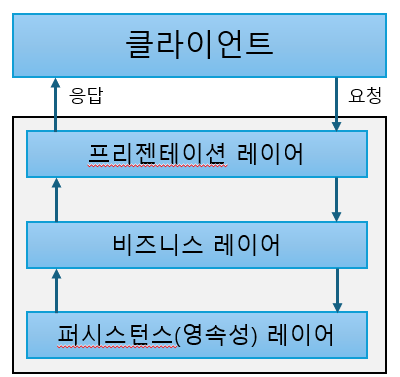 클라이언트
응답
요청
프리젠테이션 레이어
비즈니스 레이어
퍼시스턴스(영속성) 레이어